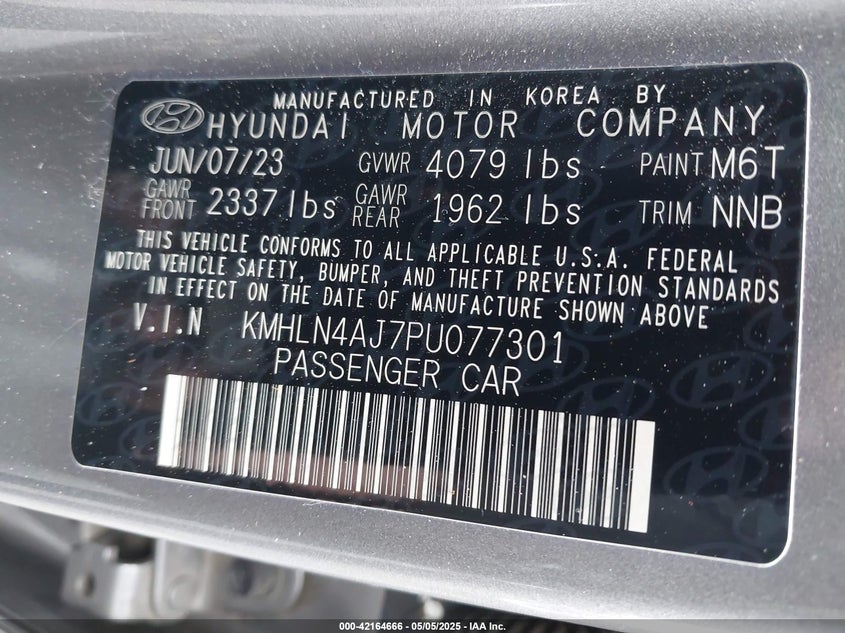 MANUFACTURED IN KOREA BY
HYUNDAI MOTOR COMPANY
JUN/07/23 GVWR 4079 lbs PAINT M6T
GAWR FRONT 2337 lbs GAWR REAR 1962 lbs TRIM NNB
THIS VEHICLE CONFORMS TO ALL APPLICABLE U.S.A. FEDERAL
MOTOR VEHICLE SAFETY, BUMPER, AND THEFT PREVENTION STANDARDS
IN EFFECT ON THE DATE OF MANUFACTURE SHOWN ABOVE
V.I.N KMHLN4AJ7PU077301
PASSENGER CAR
000-42164666 - 05/05/2025 - IAA Inc.